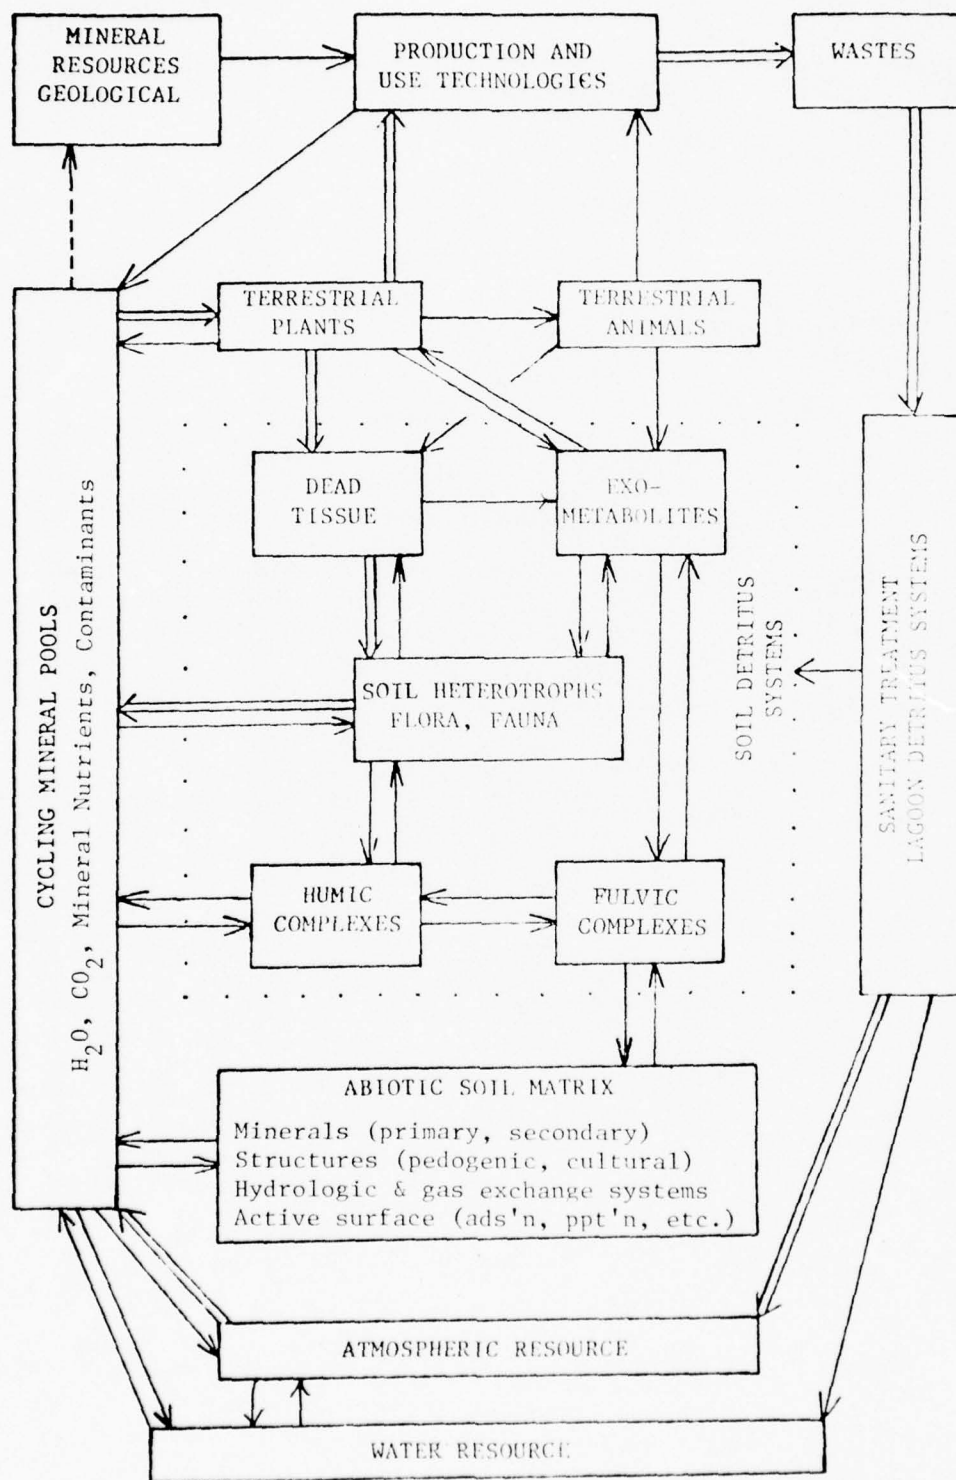 MINERAL
RESOURCES
GEOLOGICAL
PRODUCTION AND
USE TECHNOLOGIES
WASTES
TERRESTRIAL
PLANTS
TERRESTRIAL
ANIMALS
DEAD
TISSUE
EXO-
METABOLITES
CYCLING MINERAL POOLS
H₂O, CO₂, Mineral Nutrients, Contaminants
SOIL HETEROTROPHS
FLORA, FAUNA
SOIL DETRITUS
SYSTEMS
SANITARY TREATMENT
LAGOON DETRITUS SYSTEMS
HUMIC
COMPLEXES
FULVIC
COMPLEXES
ABIOTIC SOIL MATRIX
Minerals (primary, secondary)
Structures (pedogenic, cultural)
Hydrologic & gas exchange systems
Active surface (ads'n, ppt'n, etc.)
ATMOSPHERIC RESOURCE
WATER RESOURCE